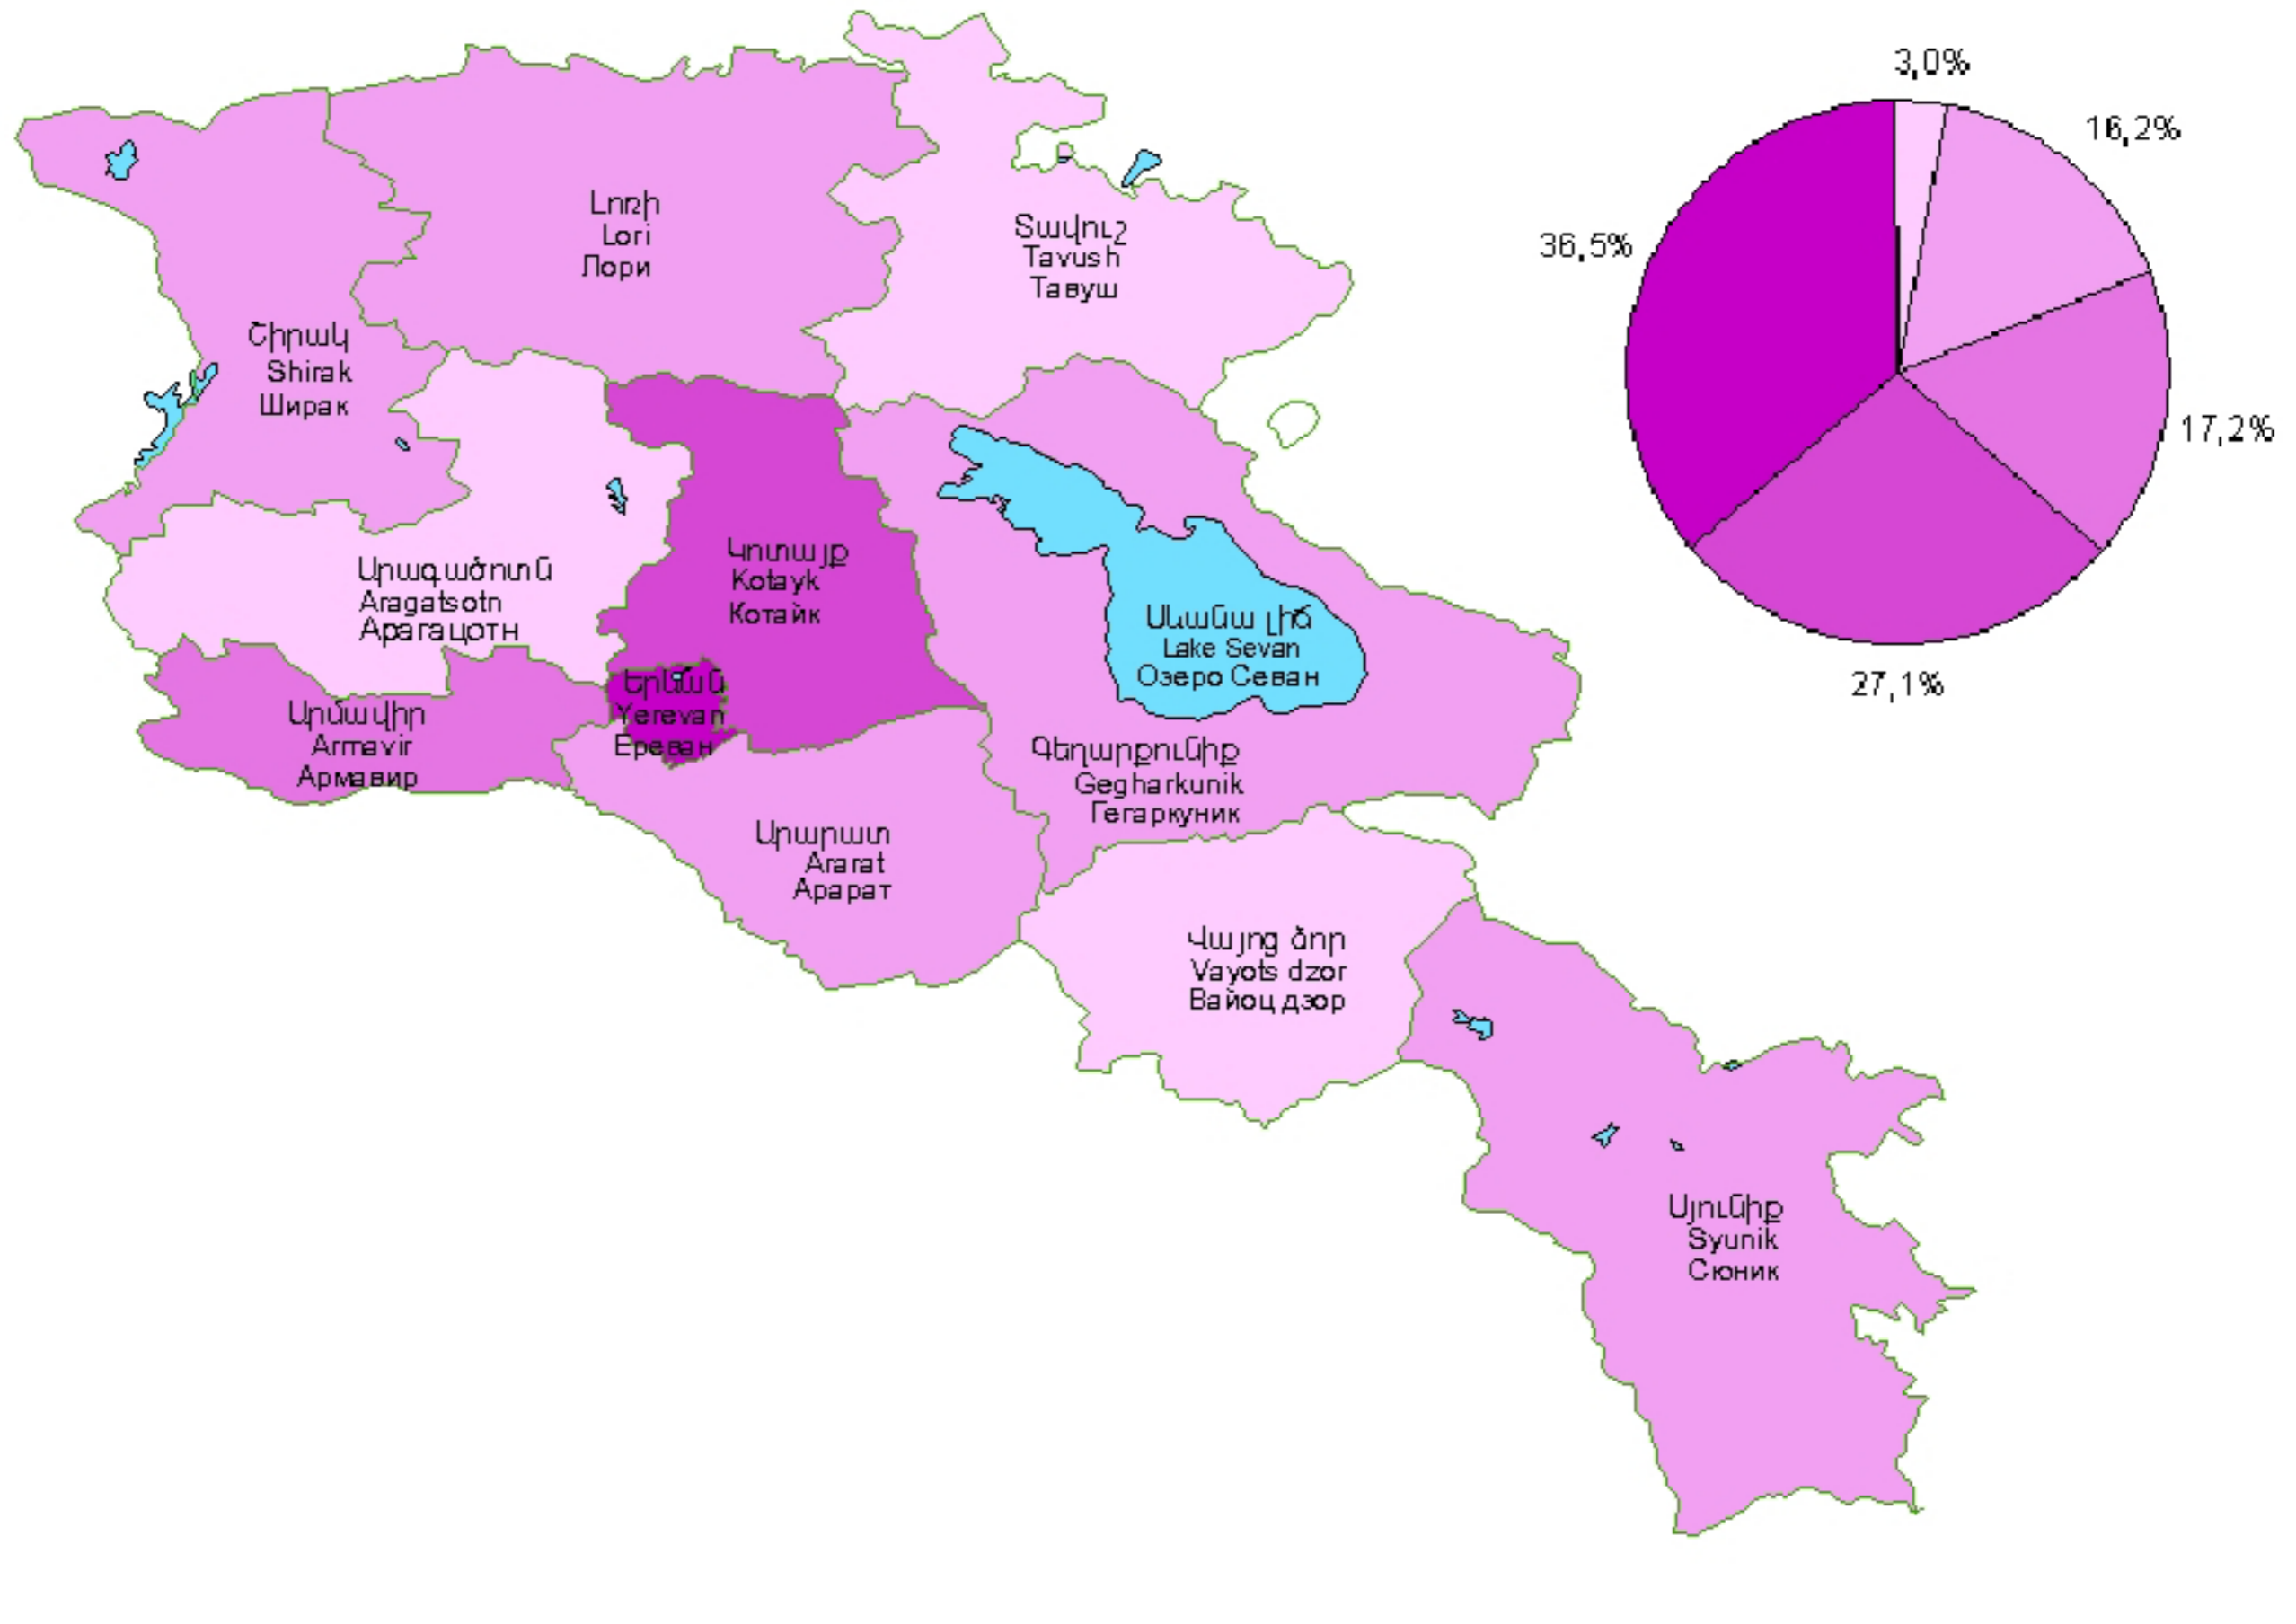 3,0%
16,2%
36,5%
17,2%
27,1%
Լոռի
Lori
Лори
Տավուշ
Tavush
Тавуш
Շիրակ
Shirak
Ширак
Արագածոտն
Aragatsotn
Арагацотн
Կոտայք
Kotayk
Котайк
Սևանա լիճ
Lake Sevan
Озеро Севан
Երևան
Yerevan
Ереван
Արմավիր
Armavir
Армавир
Գեղարքունիք
Gegharkunik
Гегаркуник
Արարատ
Ararat
Арарат
Վայոց ձոր
Vayots dzor
Вайоц дзор
Սյունիք
Syunik
Сюник